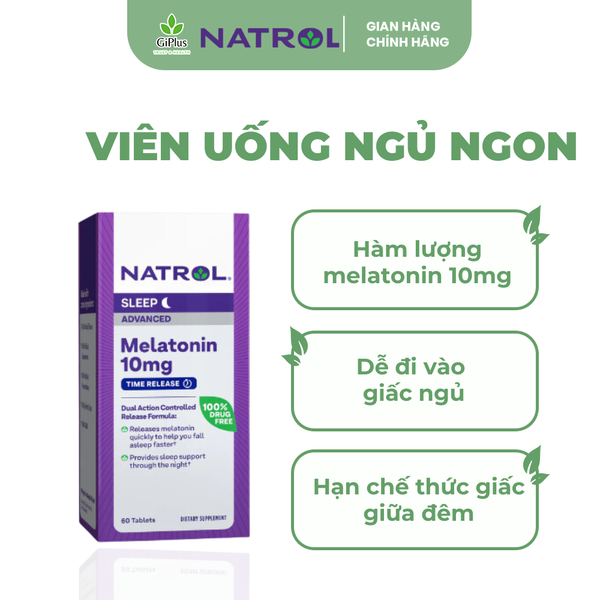 GiPlus
TRUST & HEALTH
NATROL
GIAN HÀNG
CHÍNH HÃNG
VIÊN UỐNG NGỦ NGON
NATROL®
SLEEP
ADVANCED
Melatonin
10mg
TIME RELEASE
Dual Action Controlled
Release Formula:
Releases melatonin
quickly to help you fall
asleep faster†
Provides sleep support
through the night†
100%
DRUG
FREE
60 Tablets
DIETARY SUPPLEMENT
Hàm lượng
melatonin 10mg
Dễ đi vào
giấc ngủ
Hạn chế thức giấc
giữa đêm